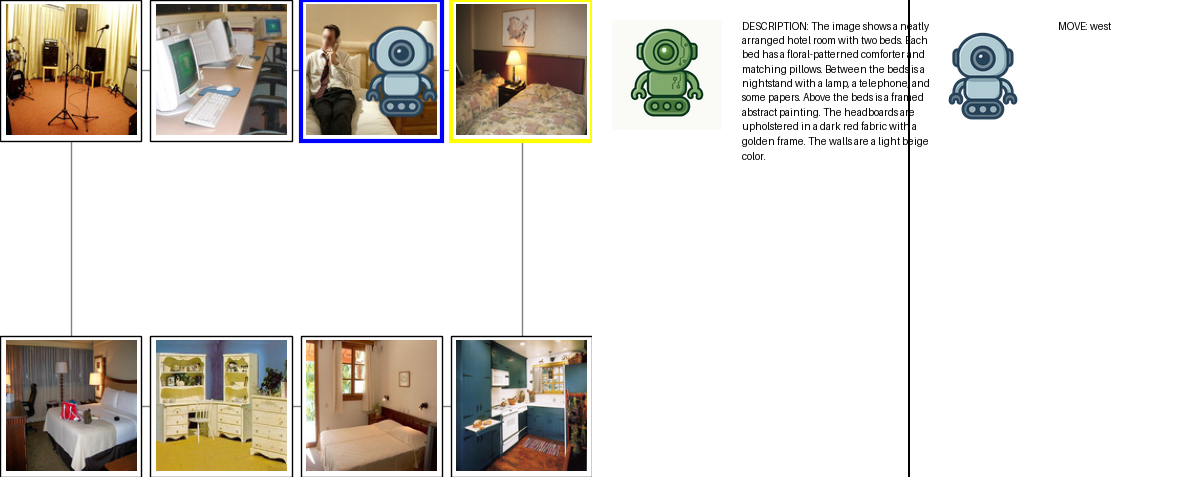 DESCRIPTION: The image shows a neatly
arranged hotel room with two beds. Each
bed has a floral-patterned comforter and
matching pillows. Between the beds is a
nightstand with a lamp, a telephone, and
some papers. Above the beds is a framed
abstract painting. The headboards are
upholstered in a dark red fabric with a
golden frame. The walls are a light beige
color.
MOVE: west